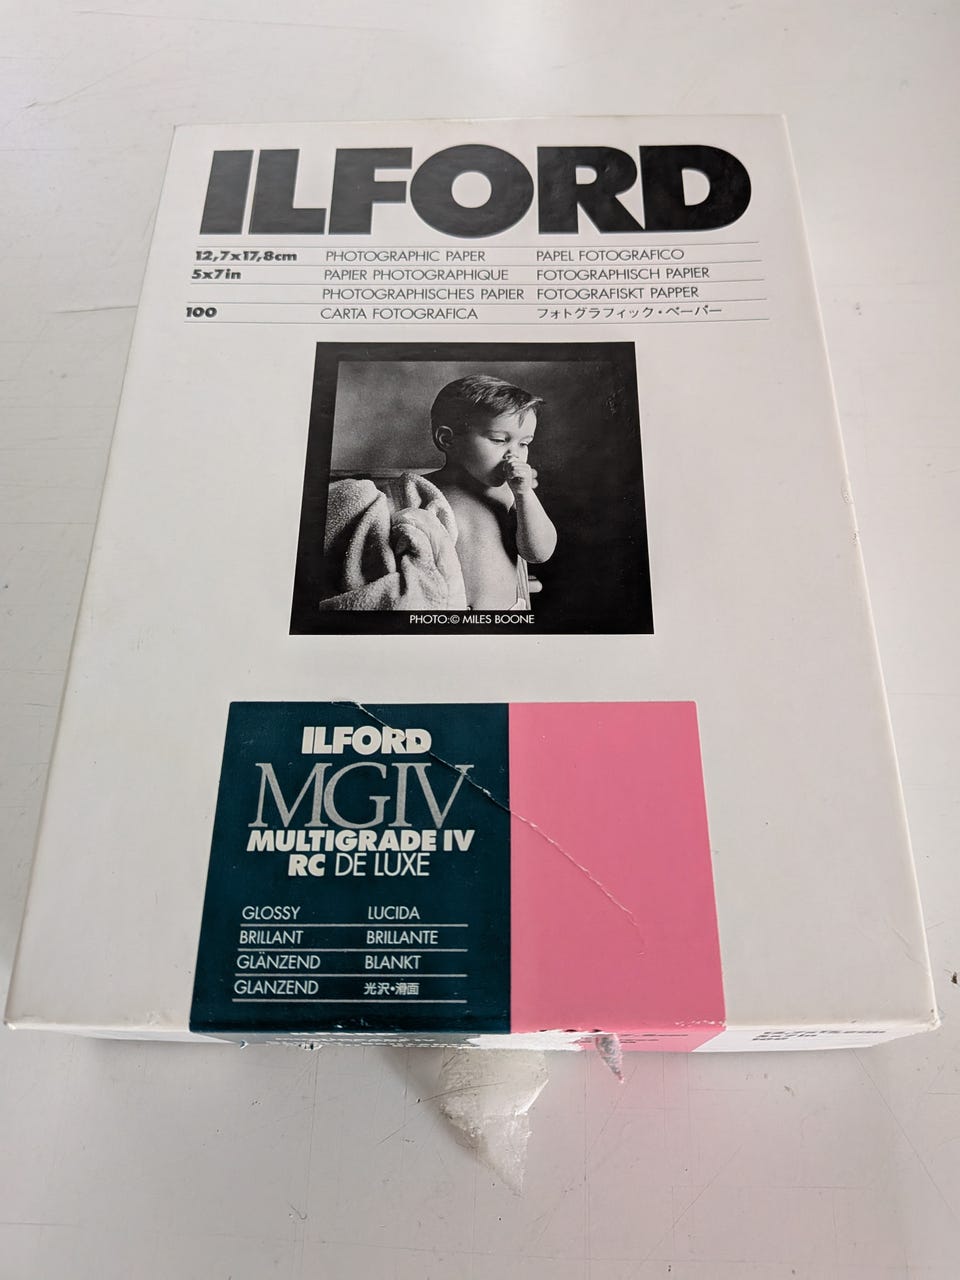 ILFORD
12,7x17,8cm PHOTOGRAPHIC PAPER PAPEL FOTOGRAFICO
5x7in PAPIER PHOTOGRAPHIQUE FOTOGRAPHISCH PAPIER
PHOTOGRAPHISCHES PAPIER FOTOGRAFISKT PAPPER
100 CARTA FOTOGRAFICA フォトグラフィック・ペーパー
PHOTO:© MILES BOONE
ILFORD
MGIV
MULTIGRADE IV
RC DE LUXE
GLOSSY LUCIDA
BRILLANT BRILLANTE
GLÄNZEND BLANKT
GLANZEND 光沢・滑面